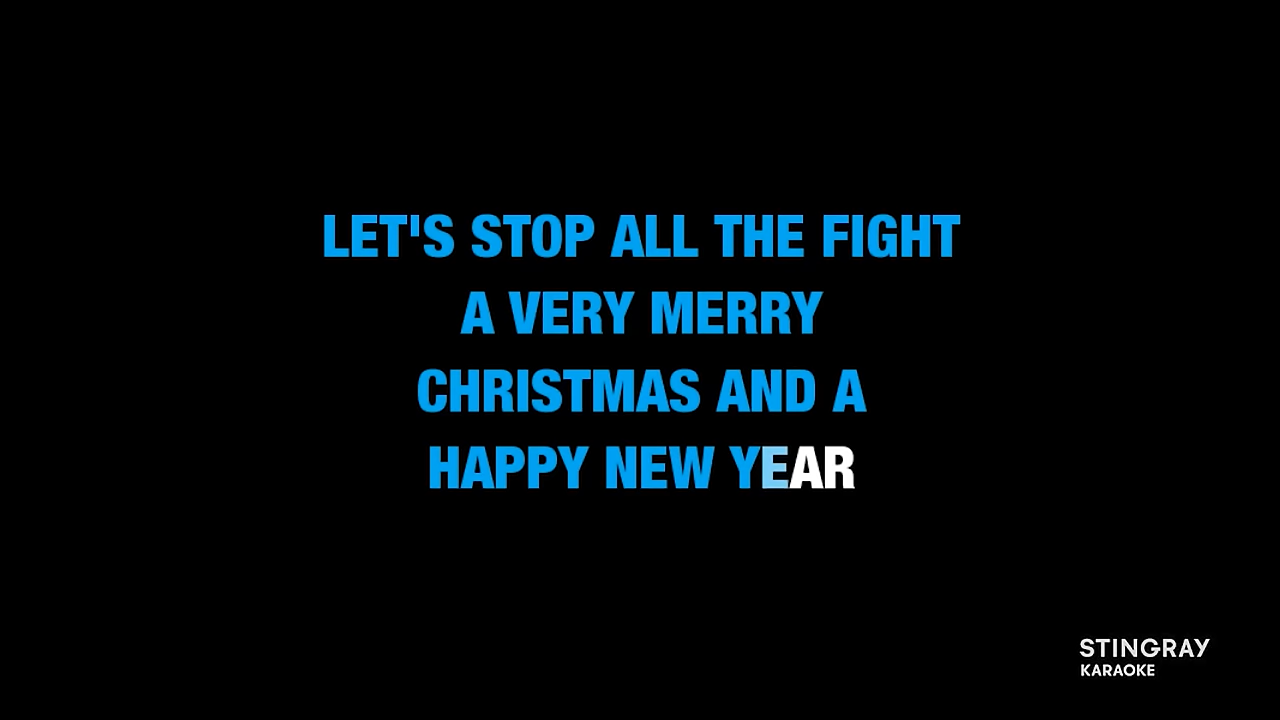 LET'S STOP ALL THE FIGHT
A VERY MERRY
CHRISTMAS AND A
HAPPY NEW YEAR
STINGRAY
KARAOKE